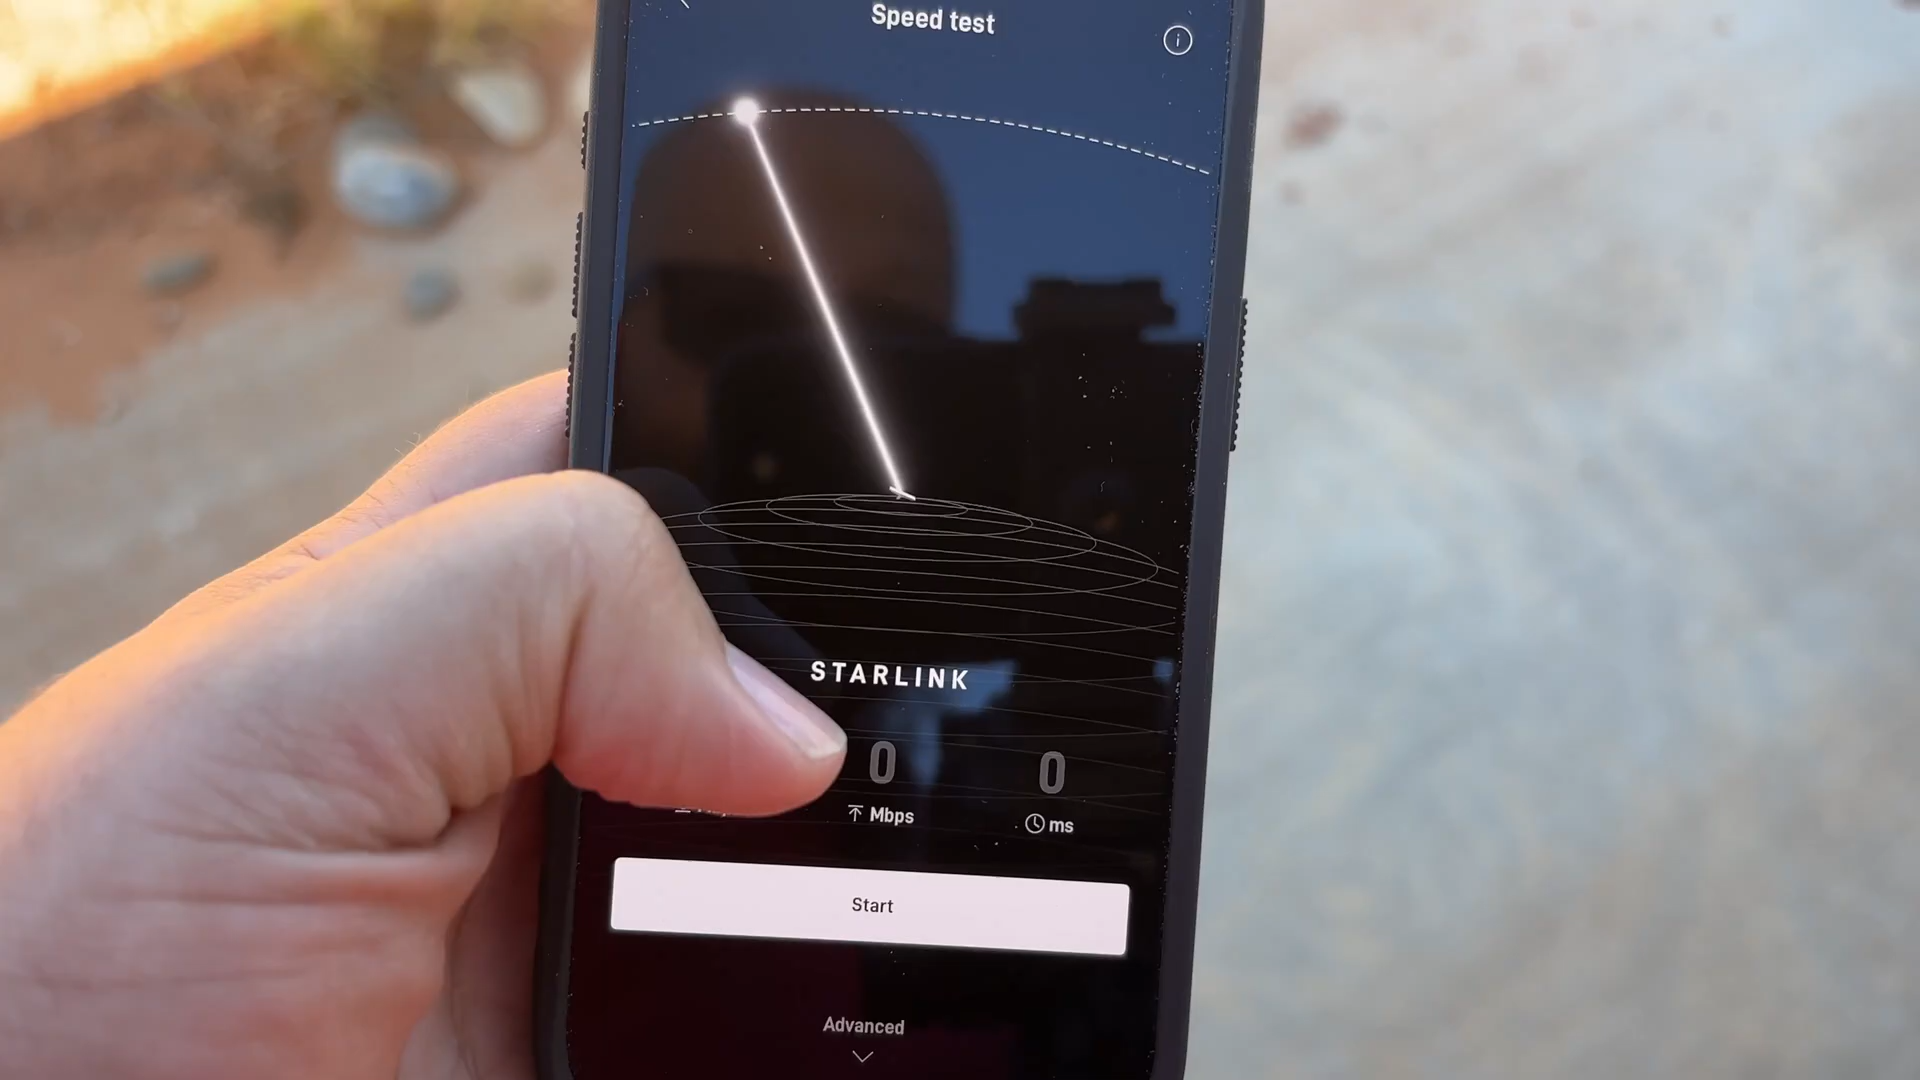 Speed test
STARLINK
0
0
Mbps
ms
Start
Advanced